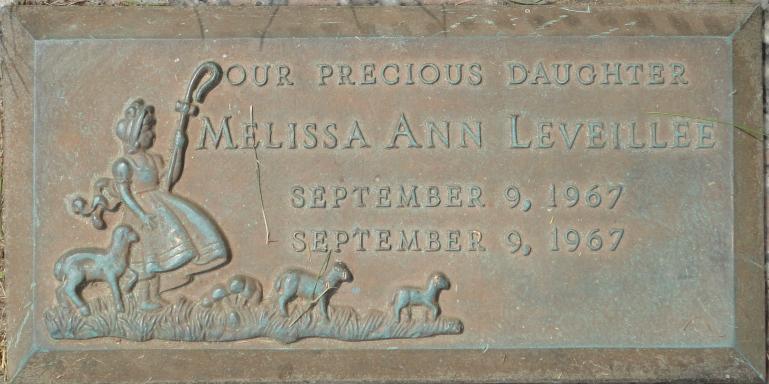 OUR PRECIOUS DAUGHTER
MELISSA ANN LEVEILLEE
SEPTEMBER 9, 1967
SEPTEMBER 9, 1967